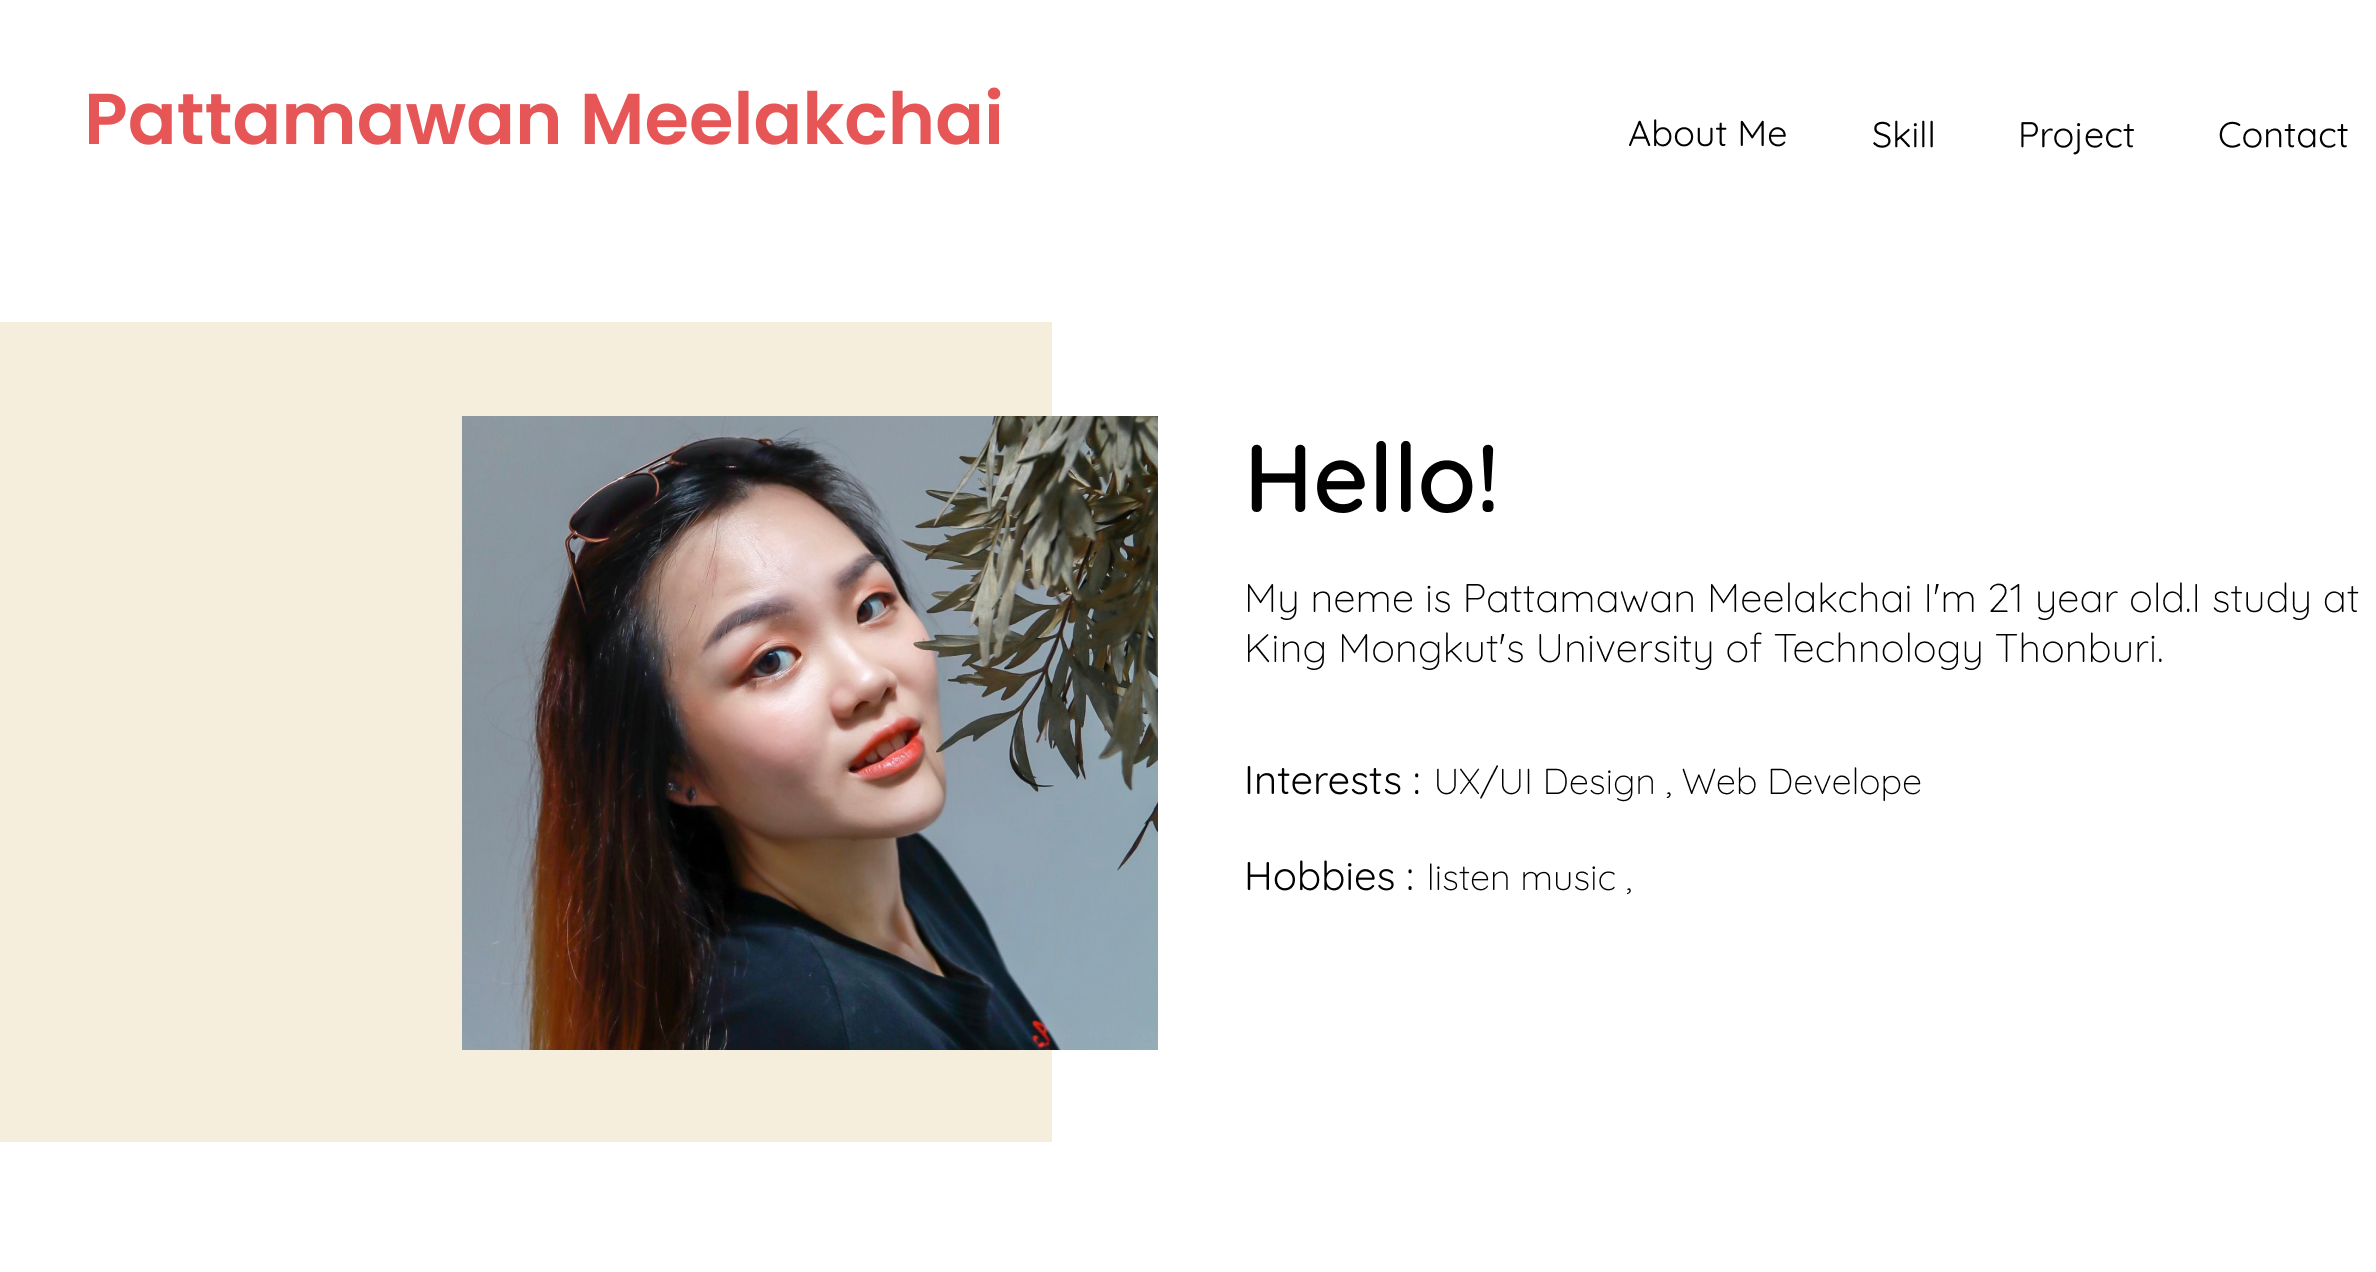 Pattamawan Meelakchai
About Me Skill Project Contact
Hello!
My neme is Pattamawan Meelakchai I'm 21 year old.I study at
King Mongkut's University of Technology Thonburi.
Interests : UX/UI Design , Web Develope
Hobbies : listen music ,